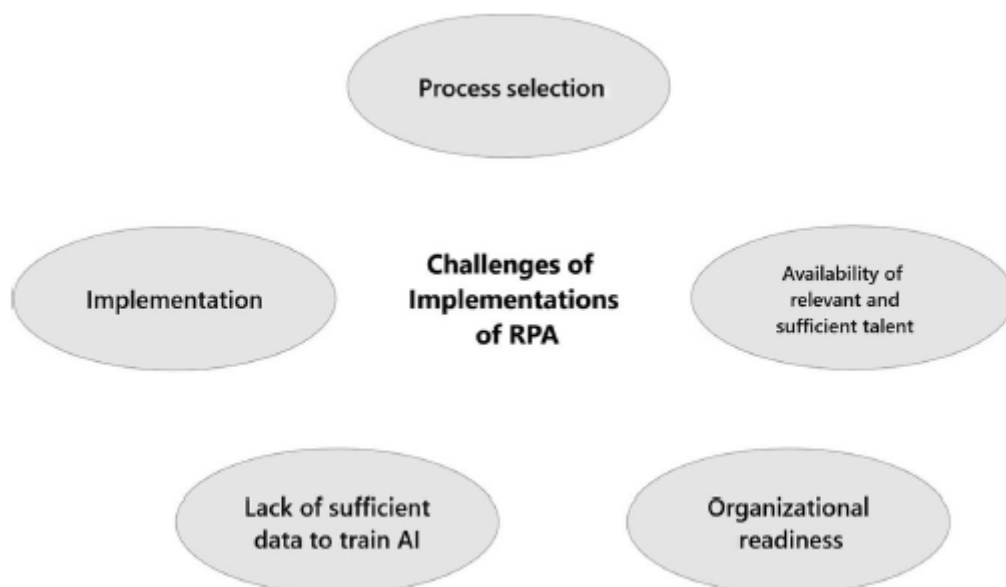 Process selection
Challenges of
Implementations
of RPA
Implementation
Availability of
relevant and
sufficient talent
Lack of sufficient
data to train AI
Organizational
readiness